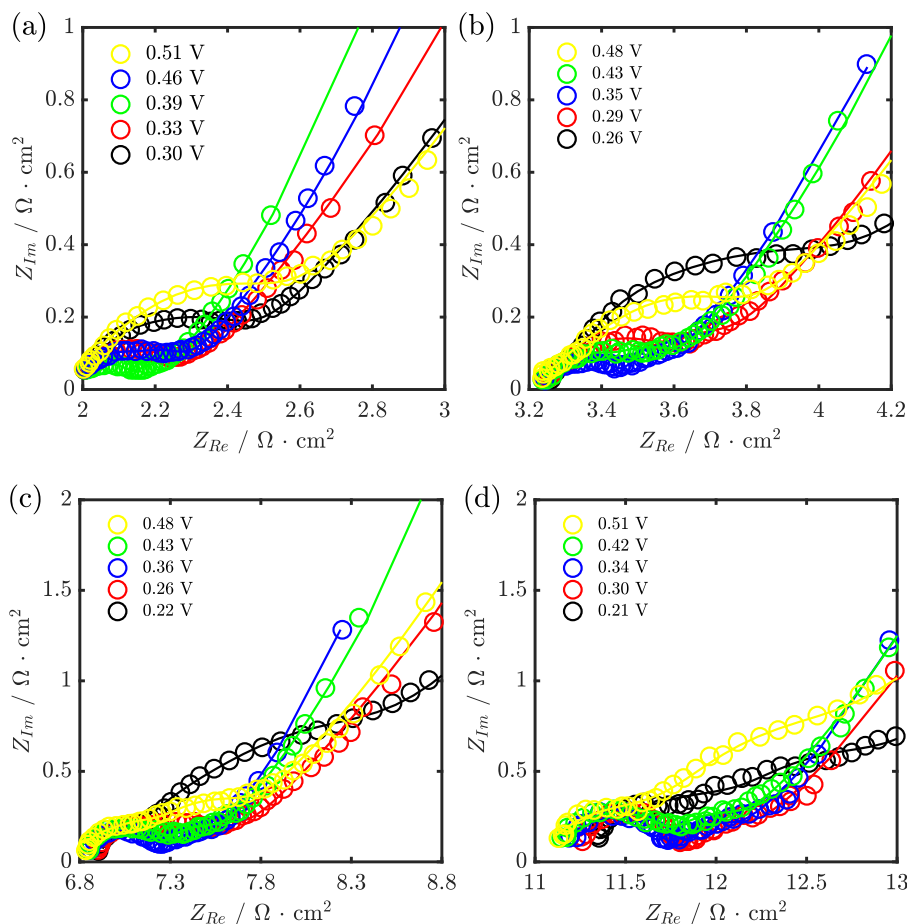 (a)
1
0.8
0.6
0.4
0.2
0
2 2.2 2.4 2.6 2.8 3
Z_Im / Ω · cm²
Z_Re / Ω · cm²
0.51 V
0.46 V
0.39 V
0.33 V
0.30 V
(b)
1
0.8
0.6
0.4
0.2
0
3.2 3.4 3.6 3.8 4 4.2
Z_Im / Ω · cm²
Z_Re / Ω · cm²
0.48 V
0.43 V
0.35 V
0.29 V
0.26 V
(c)
2
1.5
1
0.5
0
6.8 7.3 7.8 8.3 8.8
Z_Im / Ω · cm²
Z_Re / Ω · cm²
0.48 V
0.43 V
0.36 V
0.26 V
0.22 V
(d)
2
1.5
1
0.5
0
11 11.5 12 12.5 13
Z_Im / Ω · cm²
Z_Re / Ω · cm²
0.51 V
0.42 V
0.34 V
0.30 V
0.21 V